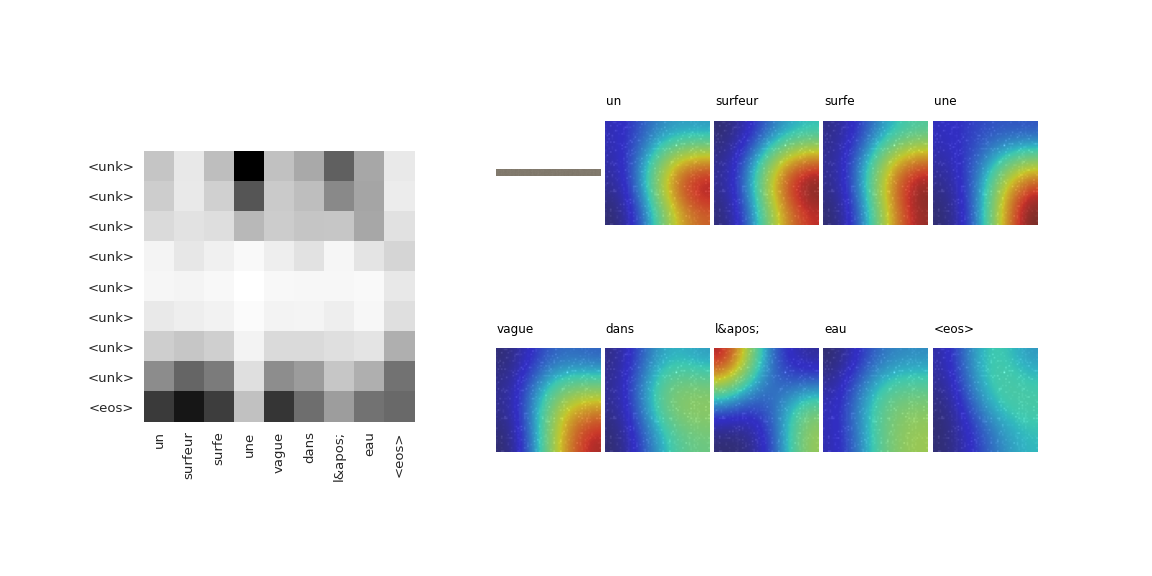 <unk>
<unk>
<unk>
<unk>
<unk>
<unk>
<unk>
<unk>
<eos>
un
surfeur
surfe
une
vague
dans
l&apos;
eau
<eos>
un surfeur surfe une
vague dans l&apos; eau <eos>